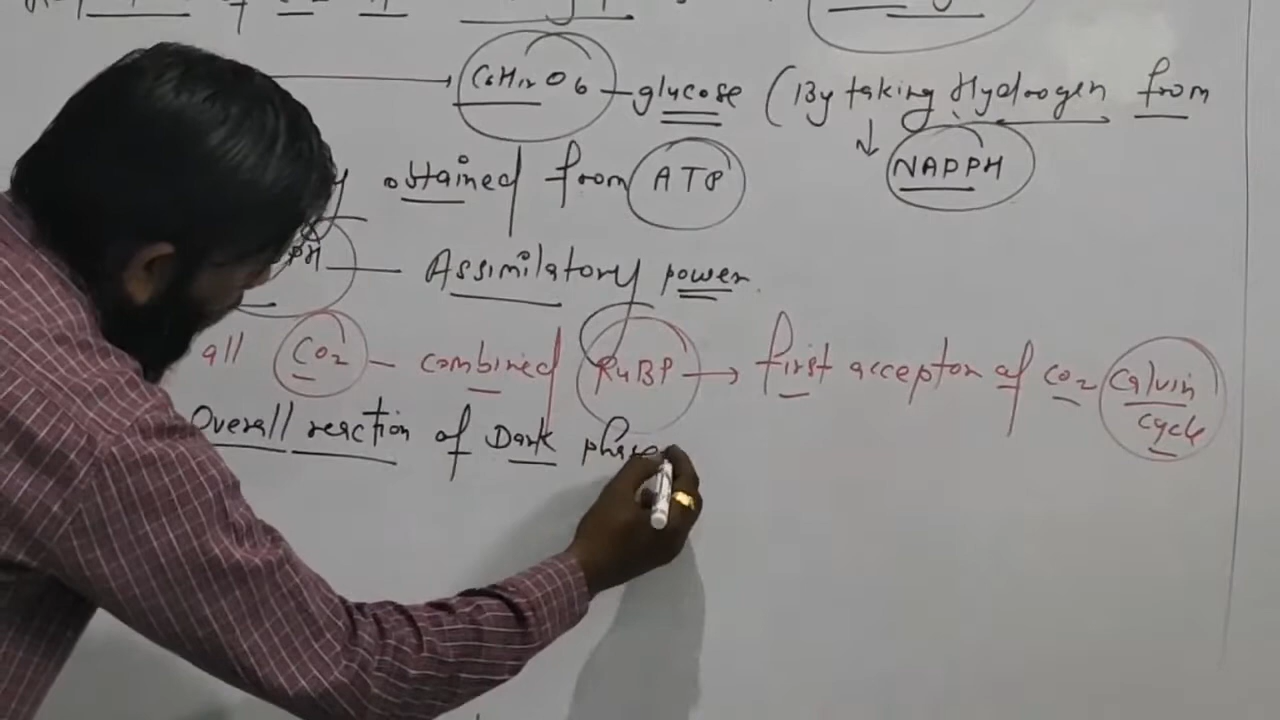 C6H12O6 – glucose (By taking Hydrogen from
↓ NADPH
obtained from ATP
PH — Assimilatory power.
all CO2 – combined RuBP → first acceptor of CO2 Calvin
cycle
Overall reaction of Dark phase